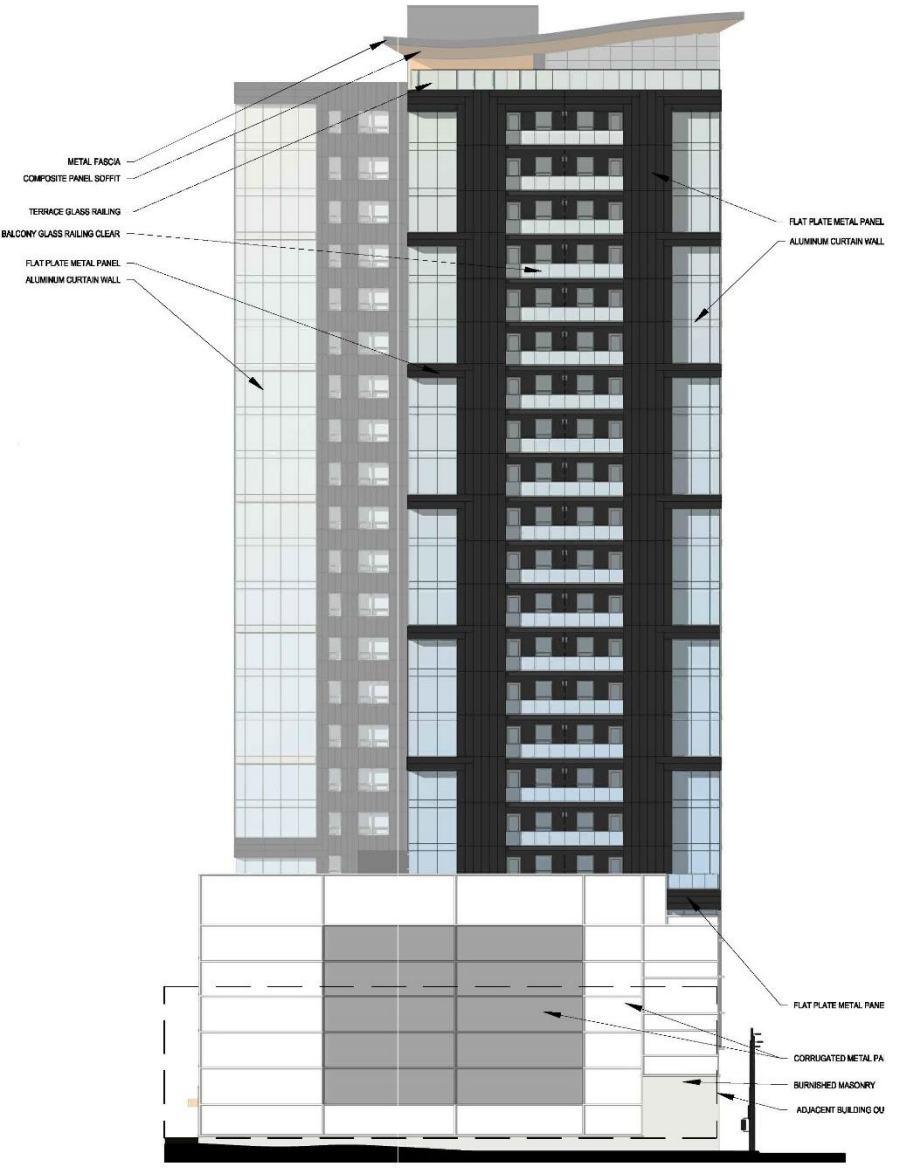 METAL FASCIA
COMPOSITE PANEL SOFFIT
TERRACE GLASS RAILING
BALCONY GLASS RAILING CLEAR
FLAT PLATE METAL PANEL
ALUMINUM CURTAIN WALL
FLAT PLATE METAL PANEL
ALUMINUM CURTAIN WALL
FLAT PLATE METAL PANE
CORRUGATED METAL PA
BURNISHED MASONRY
ADJACENT BUILDING OU